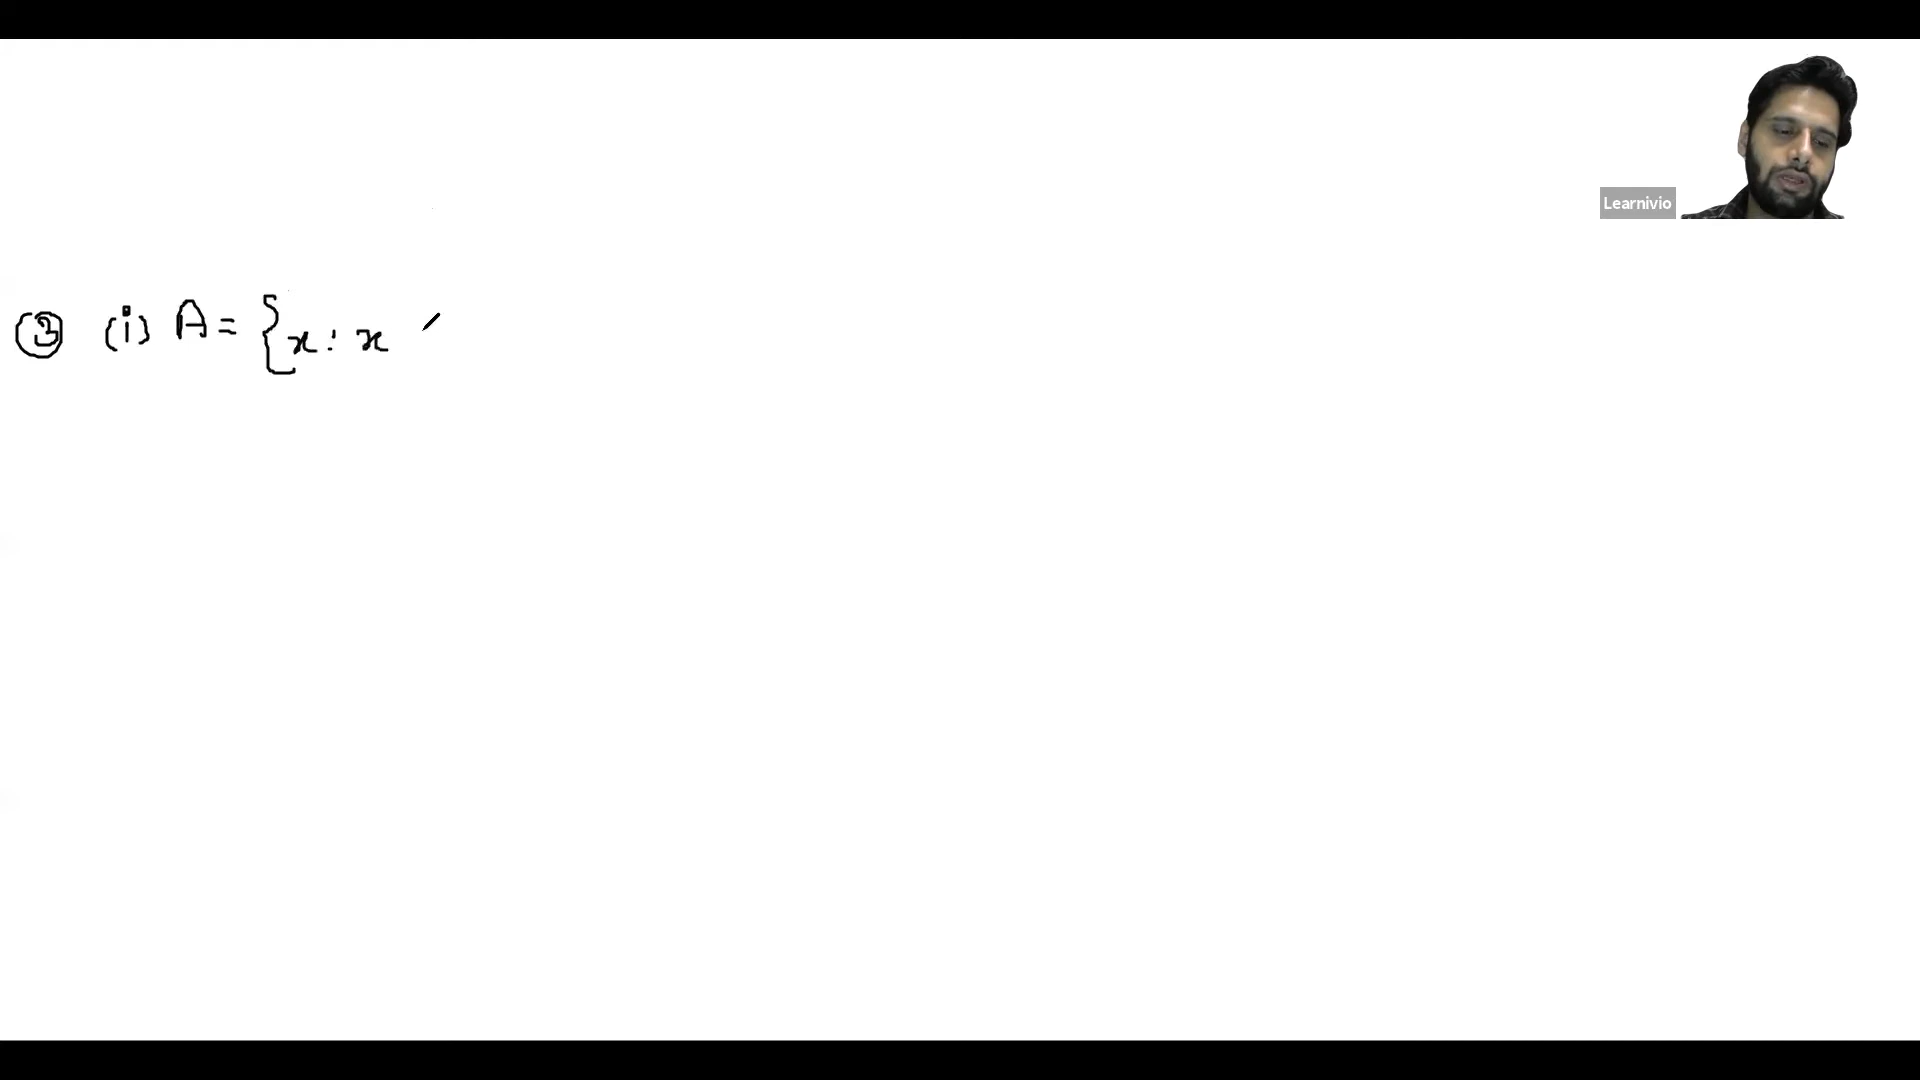 Learnivio
③ (i) A = { x : x